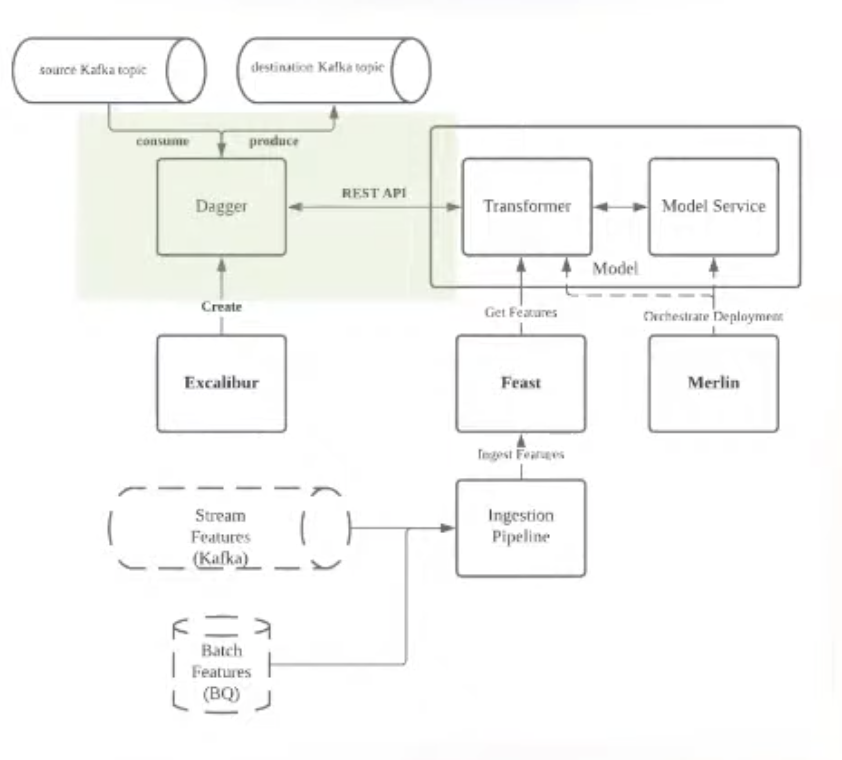 source Kafka topic
destination Kafka topic
consume
produce
Dagger
REST API
Transformer
Model Service
Model
Create
Get Features
Orchestrate Deployment
Excalibur
Feast
Merlin
Ingest Features
Stream
Features
(Kafka)
Ingestion
Pipeline
Batch
Features
(BQ)